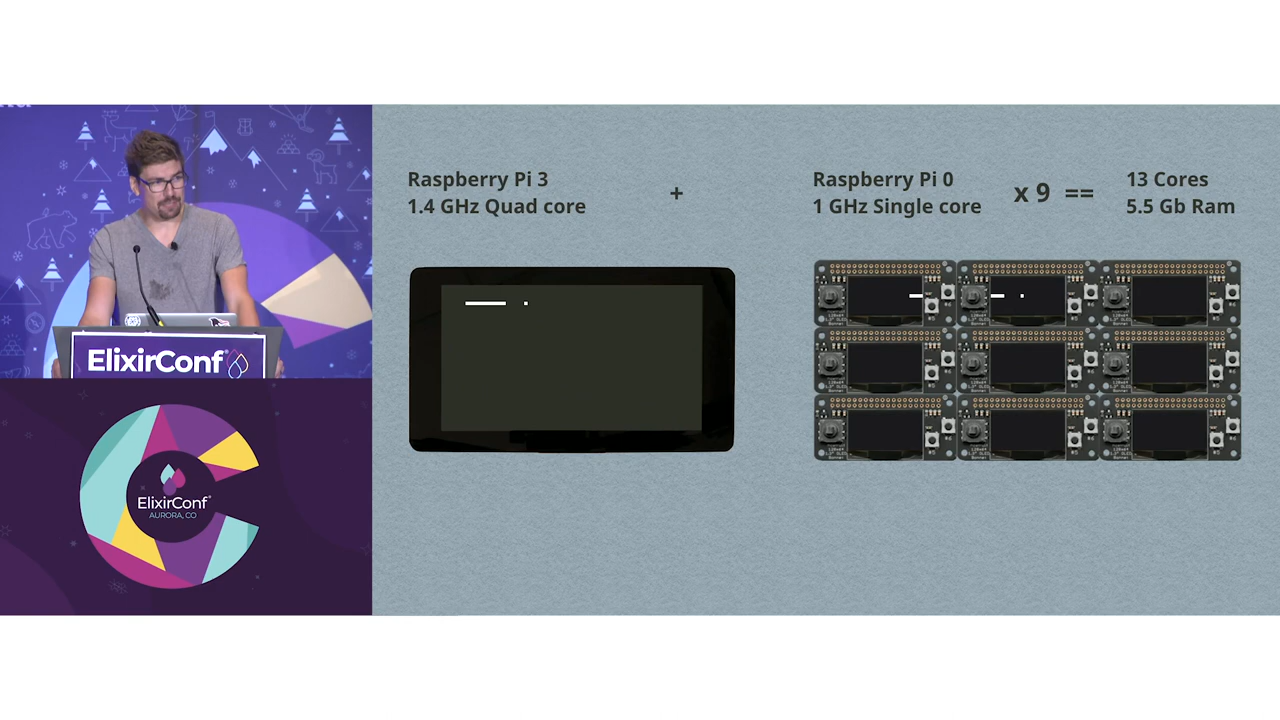 Raspberry Pi 3
1.4 GHz Quad core
+
Raspberry Pi 0
1 GHz Single core
x 9 ==
13 Cores
5.5 Gb Ram
ElixirConf
ElixirConf
AURORA, CO